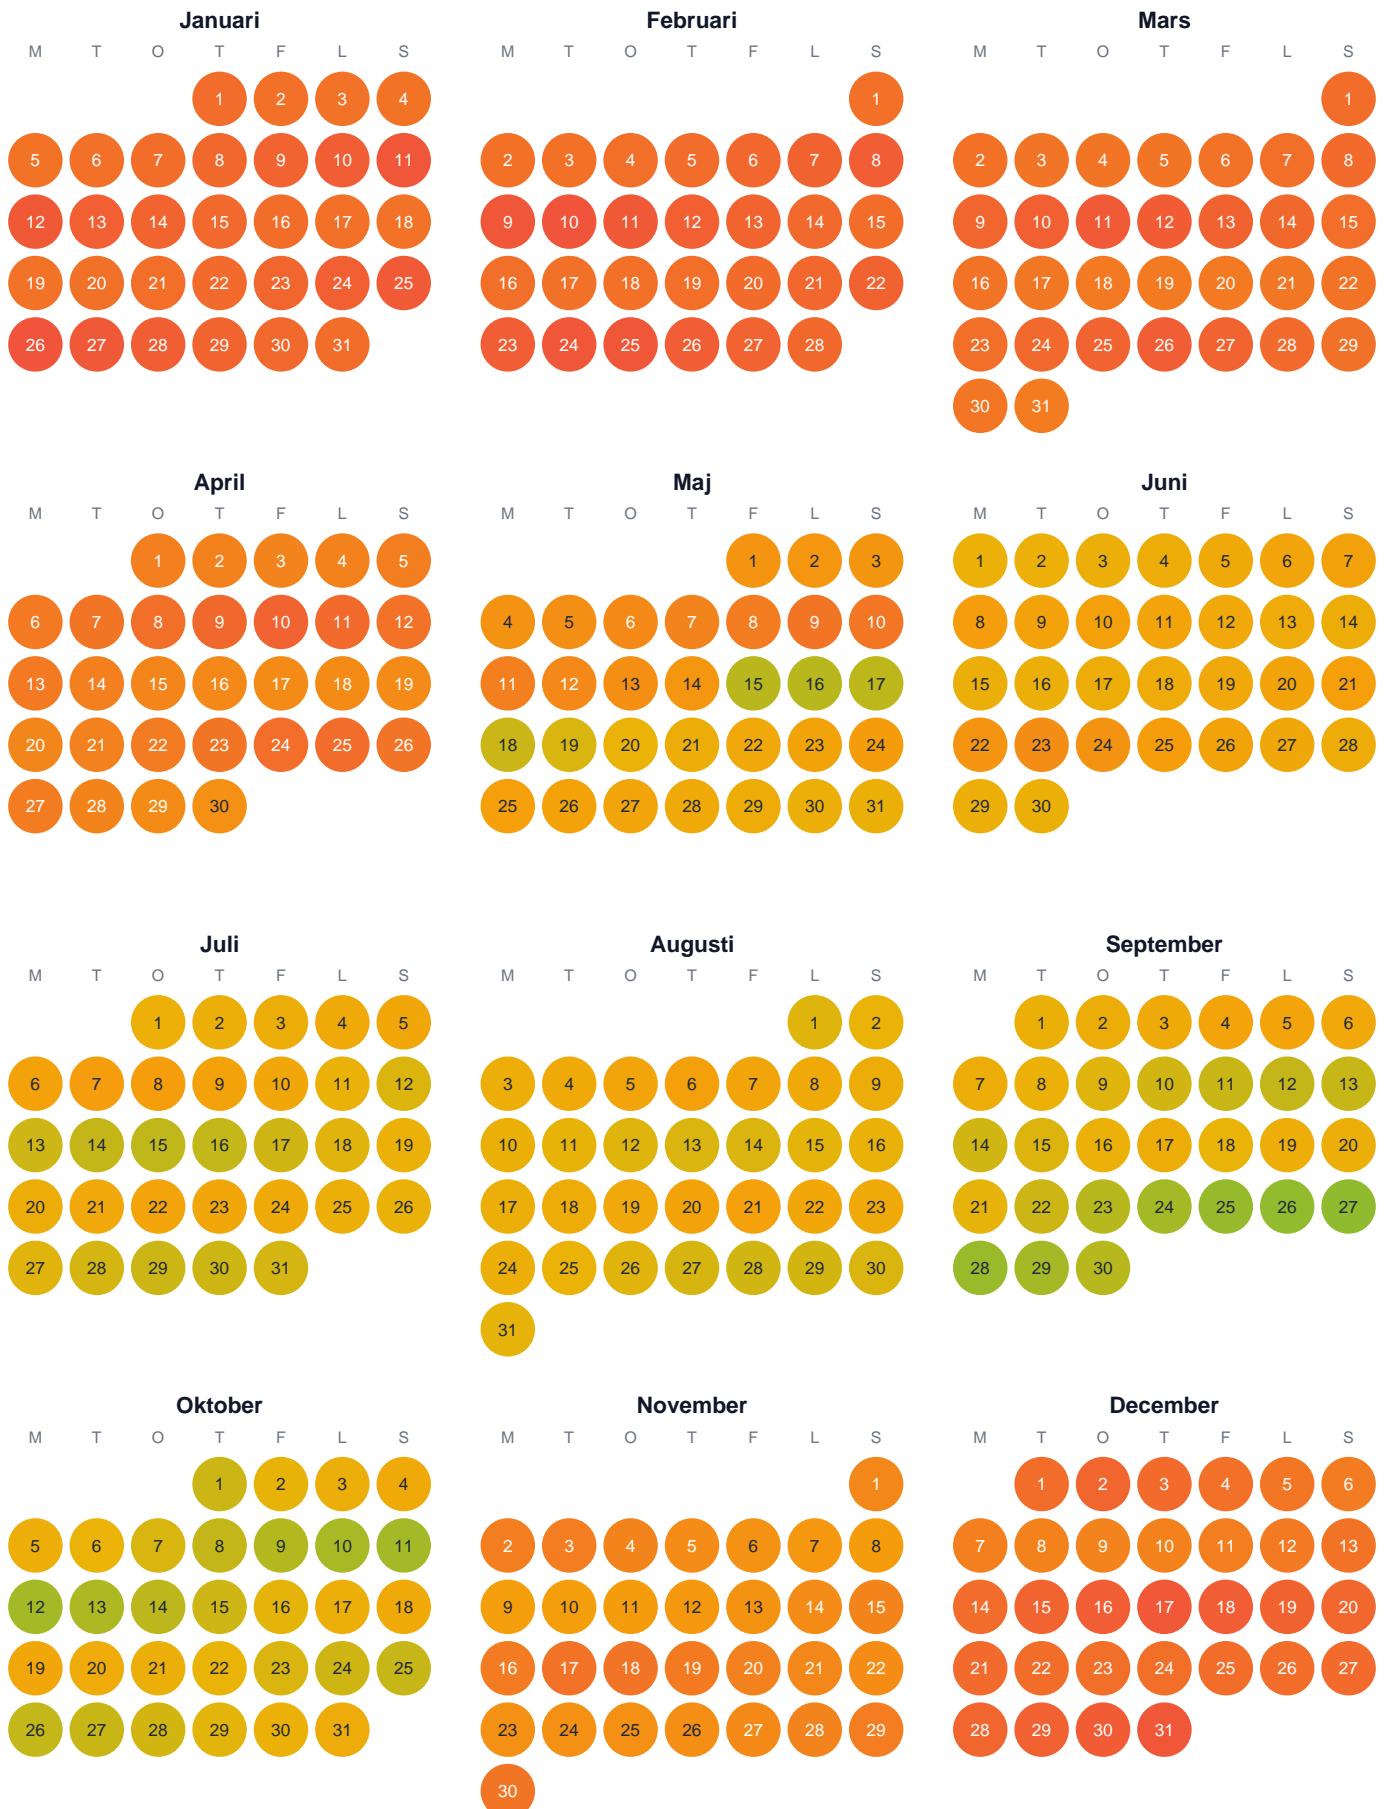 Januari Februari Mars
M T O T F L S M T O T F L S M T O T F L S
1 2 3 4 1 1
5 6 7 8 9 10 11 2 3 4 5 6 7 8 2 3 4 5 6 7 8
12 13 14 15 16 17 18 9 10 11 12 13 14 15 9 10 11 12 13 14 15
19 20 21 22 23 24 25 16 17 18 19 20 21 22 16 17 18 19 20 21 22
26 27 28 29 30 31 23 24 25 26 27 28 23 24 25 26 27 28 29
30 31
April Maj Juni
M T O T F L S M T O T F L S M T O T F L S
1 2 3 4 5 1 2 3 1 2 3 4 5 6 7
6 7 8 9 10 11 12 4 5 6 7 8 9 10 8 9 10 11 12 13 14
13 14 15 16 17 18 19 11 12 13 14 15 16 17 15 16 17 18 19 20 21
20 21 22 23 24 25 26 18 19 20 21 22 23 24 22 23 24 25 26 27 28
27 28 29 30 25 26 27 28 29 30 31 29 30
Juli Augusti September
M T O T F L S M T O T F L S M T O T F L S
1 2 3 4 5 1 2 1 2 3 4 5 6
6 7 8 9 10 11 12 3 4 5 6 7 8 9 7 8 9 10 11 12 13
13 14 15 16 17 18 19 10 11 12 13 14 15 16 14 15 16 17 18 19 20
20 21 22 23 24 25 26 17 18 19 20 21 22 23 21 22 23 24 25 26 27
27 28 29 30 31 24 25 26 27 28 29 30 28 29 30
31
Oktober November December
M T O T F L S M T O T F L S M T O T F L S
1 2 3 4 1 1 2 3 4 5 6
5 6 7 8 9 10 11 2 3 4 5 6 7 8 7 8 9 10 11 12 13
12 13 14 15 16 17 18 9 10 11 12 13 14 15 14 15 16 17 18 19 20
19 20 21 22 23 24 25 16 17 18 19 20 21 22 21 22 23 24 25 26 27
26 27 28 29 30 31 23 24 25 26 27 28 29 28 29 30 31
30